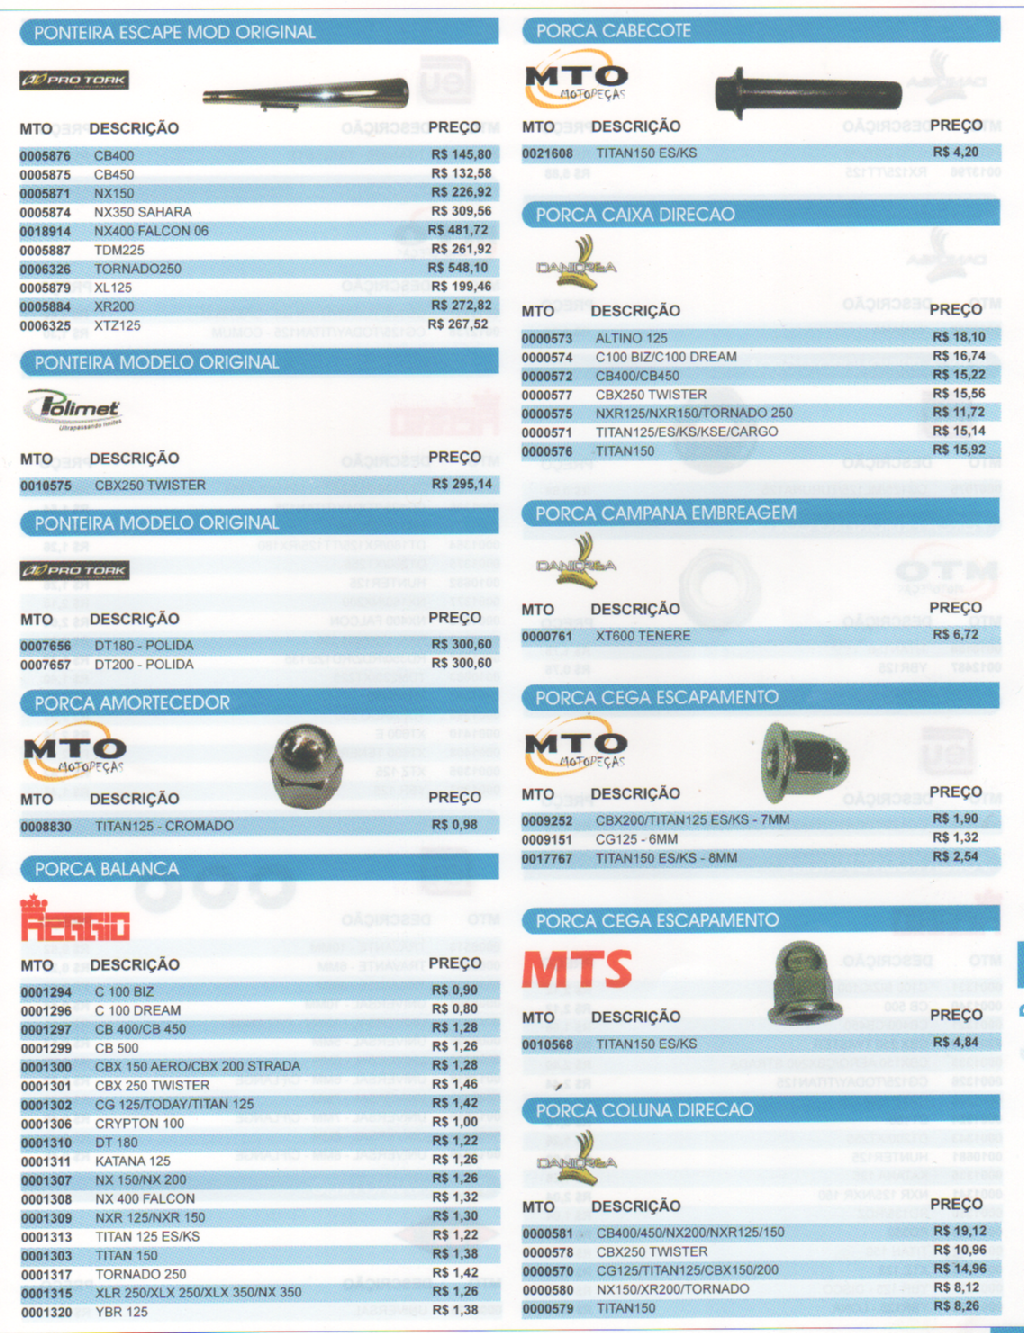 PONTEIRA ESCAPE MOD ORIGINAL
PRO TORK
MTO DESCRIÇÃO PREÇO
0005876 CB400 R$ 145,80
0005875 CB450 R$ 132,58
0005871 NX150 R$ 226,92
0005874 NX350 SAHARA R$ 309,56
0018914 NX400 FALCON 06 R$ 481,72
0005887 TDM225 R$ 261,92
0006326 TORNADO250 R$ 548,10
0005879 XL125 R$ 199,46
0005884 XR200 R$ 272,82
0006325 XTZ125 R$ 267,52
PONTEIRA MODELO ORIGINAL
Polimet
Ultrapassando limites
MTO DESCRIÇÃO PREÇO
0010575 CBX250 TWISTER R$ 295,14
PONTEIRA MODELO ORIGINAL
PRO TORK
MTO DESCRIÇÃO PREÇO
0007656 DT180 - POLIDA R$ 300,60
0007657 DT200 - POLIDA R$ 300,60
PORCA AMORTECEDOR
MTO
MOTOPEÇAS
MTO DESCRIÇÃO PREÇO
0008830 TITAN125 - CROMADO R$ 0,98
PORCA BALANCA
REGGIO
MTO DESCRIÇÃO PREÇO
0001294 C 100 BIZ R$ 0,90
0001296 C 100 DREAM R$ 0,80
0001297 CB 400/CB 450 R$ 1,28
0001299 CB 500 R$ 1,26
0001300 CBX 150 AERO/CBX 200 STRADA R$ 1,28
0001301 CBX 250 TWISTER R$ 1,46
0001302 CG 125/TODAY/TITAN 125 R$ 1,42
0001306 CRYPTON 100 R$ 1,00
0001310 DT 180 R$ 1,22
0001311 KATANA 125 R$ 1,26
0001307 NX 150/NX 200 R$ 1,26
0001308 NX 400 FALCON R$ 1,32
0001309 NXR 125/NXR 150 R$ 1,30
0001313 TITAN 125 ES/KS R$ 1,22
0001303 TITAN 150 R$ 1,38
0001317 TORNADO 250 R$ 1,42
0001315 XLR 250/XLX 250/XLX 350/NX 350 R$ 1,26
0001320 YBR 125 R$ 1,38
PORCA CABECOTE
MTO
MOTOPEÇAS
MTO DESCRIÇÃO PREÇO
0021608 TITAN150 ES/KS R$ 4,20
PORCA CAIXA DIRECAO
DANIDREA
MTO DESCRIÇÃO PREÇO
0000573 ALTINO 125 R$ 18,10
0000574 C100 BIZ/C100 DREAM R$ 16,74
0000572 CB400/CB450 R$ 15,22
0000577 CBX250 TWISTER R$ 15,56
0000575 NXR125/NXR150/TORNADO 250 R$ 11,72
0000571 TITAN125/ES/KS/KSE/CARGO R$ 15,14
0000576 TITAN150 R$ 15,92
PORCA CAMPANA EMBREAGEM
DANIDREA
MTO DESCRIÇÃO PREÇO
0000761 XT600 TENERE R$ 6,72
PORCA CEGA ESCAPAMENTO
MTO
MOTOPEÇAS
MTO DESCRIÇÃO PREÇO
0009252 CBX200/TITAN125 ES/KS - 7MM R$ 1,90
0009151 CG125 - 6MM R$ 1,32
0017767 TITAN150 ES/KS - 8MM R$ 2,54
PORCA CEGA ESCAPAMENTO
MTS
MTO DESCRIÇÃO PREÇO
0010568 TITAN150 ES/KS R$ 4,84
PORCA COLUNA DIRECAO
DANIDREA
MTO DESCRIÇÃO PREÇO
0000581 CB400/450/NX200/NXR125/150 R$ 19,12
0000578 CBX250 TWISTER R$ 10,96
0000570 CG125/TITAN125/CBX150/200 R$ 14,96
0000580 NX150/XR200/TORNADO R$ 8,12
0000579 TITAN150 R$ 8,26